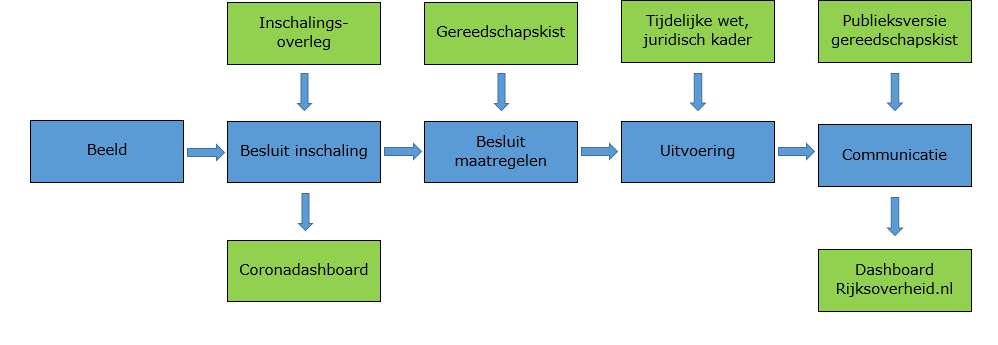 Inschalings-
overleg
Gereedschapskist
Tijdelijke wet,
juridisch kader
Publieksversie
gereedschapskist
Beeld
Besluit inschaling
Besluit
maatregelen
Uitvoering
Communicatie
Coronadashboard
Dashboard
Rijksoverheid.nl